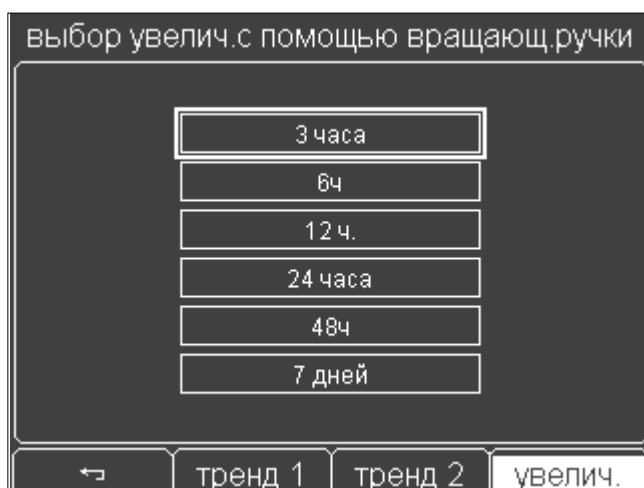 выбор увелич.с помощью вращающ.ручки
3 часа
6ч
12 ч.
24 часа
48ч
7 дней
тренд 1 тренд 2 увелич.